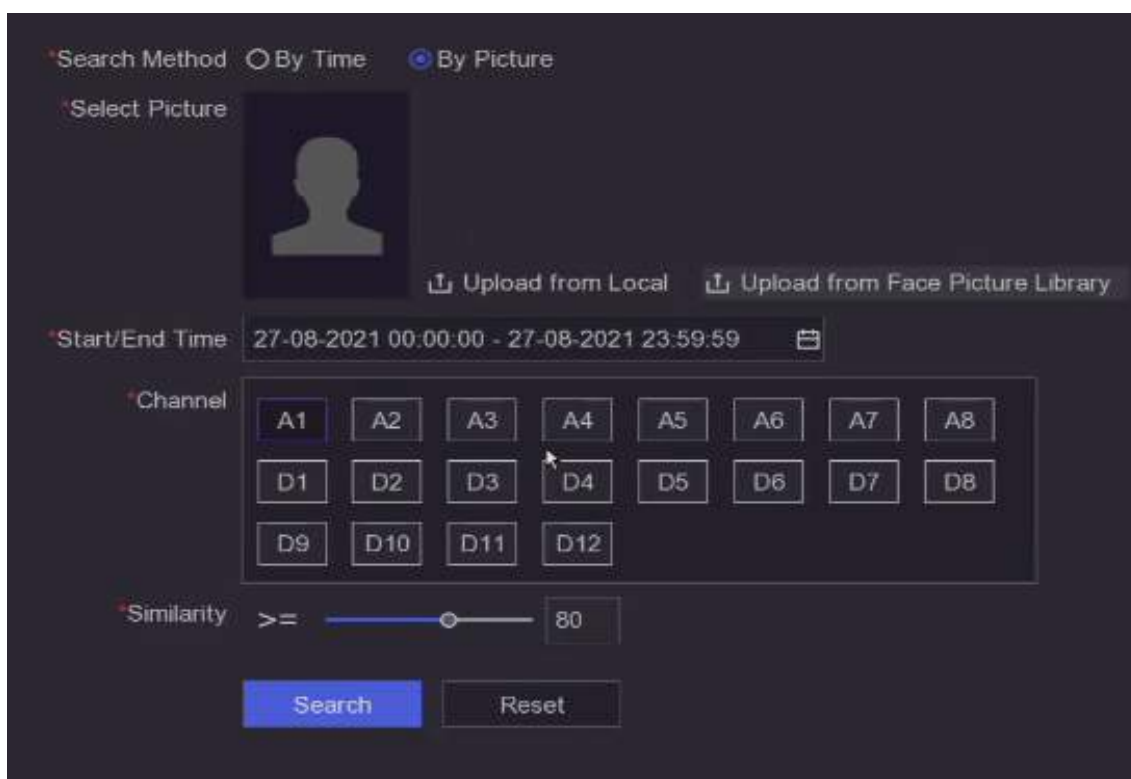 *Search Method By Time By Picture
*Select Picture
Upload from Local Upload from Face Picture Library
*Start/End Time 27-08-2021 00:00:00 - 27-08-2021 23:59:59
*Channel
A1 A2 A3 A4 A5 A6 A7 A8
D1 D2 D3 D4 D5 D6 D7 D8
D9 D10 D11 D12
*Similarity >= 80
Search Reset